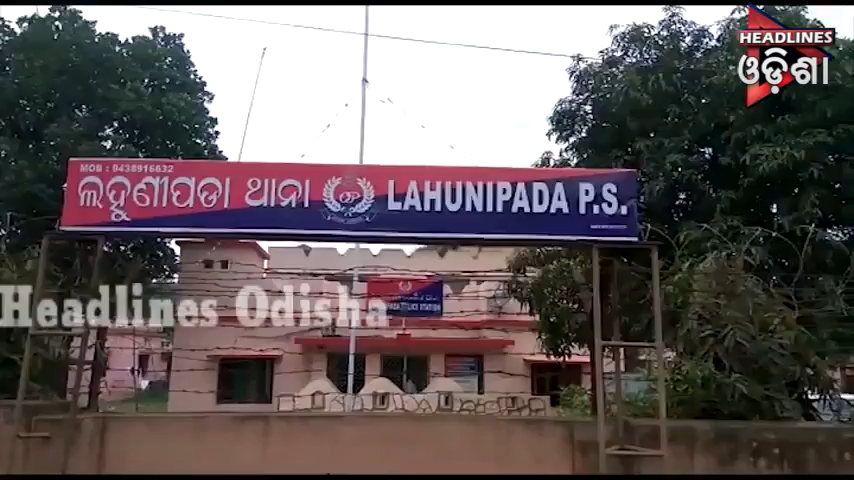 HEADLINES
ଓଡ଼ିଶା
MOB : 9438916632
ଲହୁଣୀପଡା ଥାନା
LAHUNIPADA P.S.
Headlines Odisha